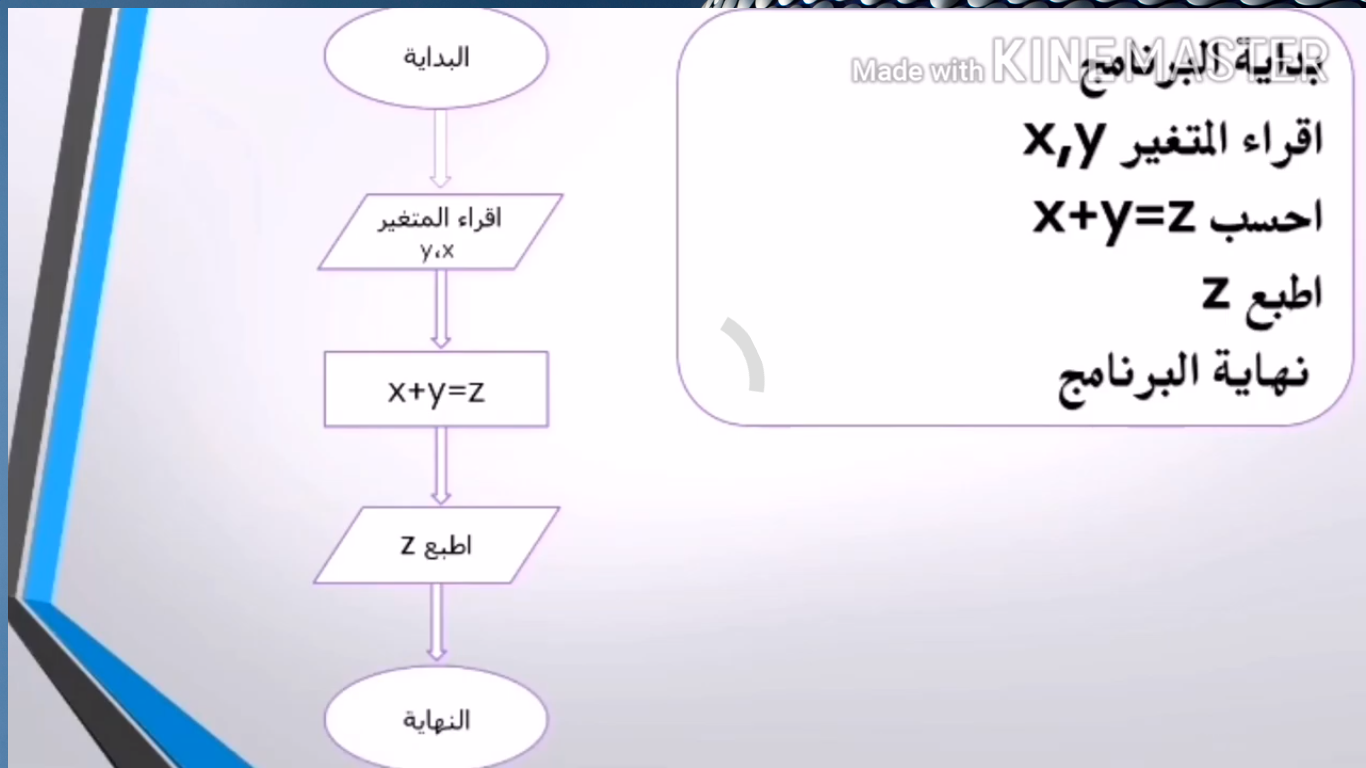 Made with KINEMASTER
بداية البرنامج
اقراء المتغير x,y
احسب x+y=z
اطبع z
نهاية البرنامج
البداية
اقراء المتغير
y،x
x+y=z
اطبع z
النهاية